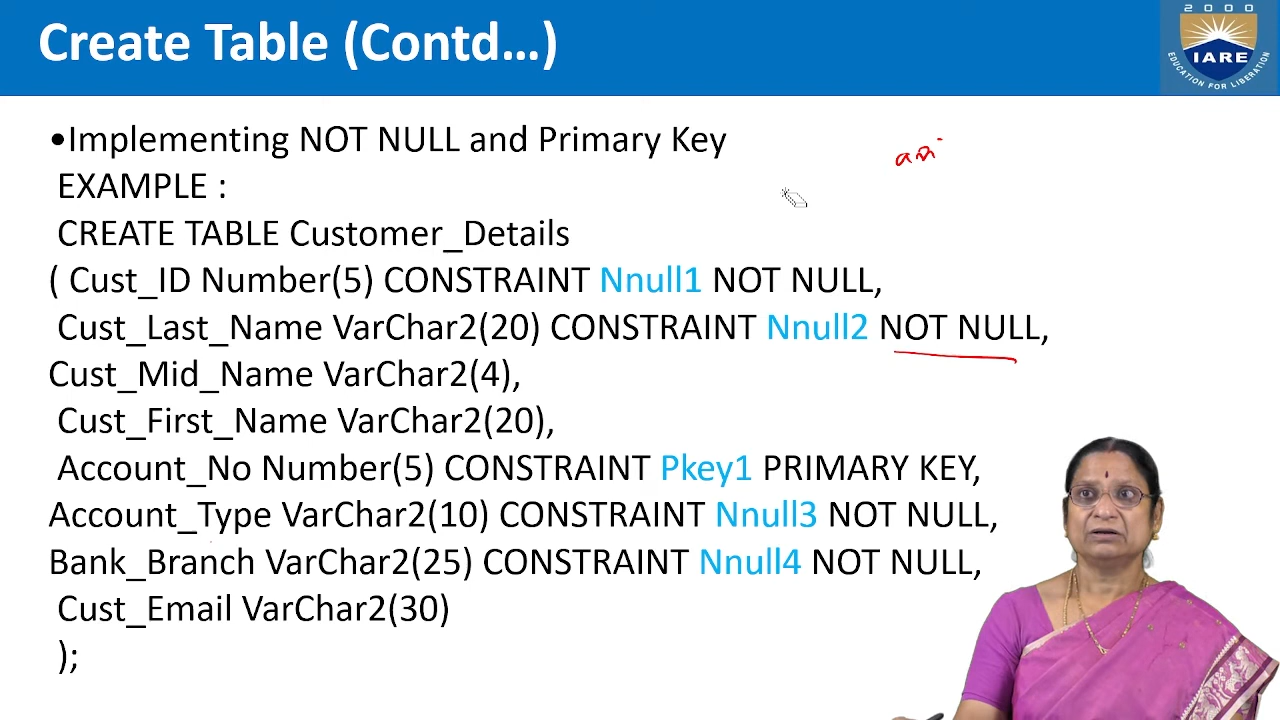 Create Table (Contd...)
2000
IARE
EDUCATION FOR LIBERATION
•Implementing NOT NULL and Primary Key
EXAMPLE :
CREATE TABLE Customer_Details
( Cust_ID Number(5) CONSTRAINT Nnull1 NOT NULL,
Cust_Last_Name VarChar2(20) CONSTRAINT Nnull2 NOT NULL,
Cust_Mid_Name VarChar2(4),
Cust_First_Name VarChar2(20),
Account_No Number(5) CONSTRAINT Pkey1 PRIMARY KEY,
Account_Type VarChar2(10) CONSTRAINT Nnull3 NOT NULL,
Bank_Branch VarChar2(25) CONSTRAINT Nnull4 NOT NULL,
Cust_Email VarChar2(30)
);